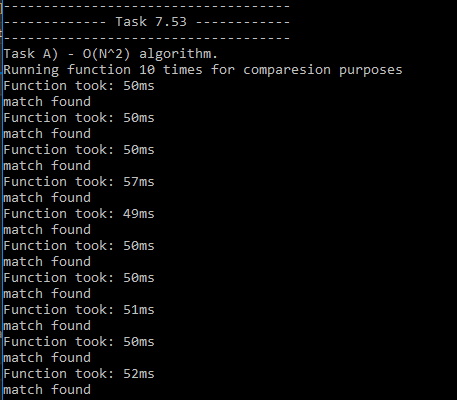 ------------------------------------
------------- Task 7.53 ------------
------------------------------------
Task A) - O(N^2) algorithm.
Running function 10 times for comparesion purposes
Function took: 50ms
match found
Function took: 50ms
match found
Function took: 50ms
match found
Function took: 57ms
match found
Function took: 49ms
match found
Function took: 50ms
match found
Function took: 50ms
match found
Function took: 51ms
match found
Function took: 50ms
match found
Function took: 52ms
match found